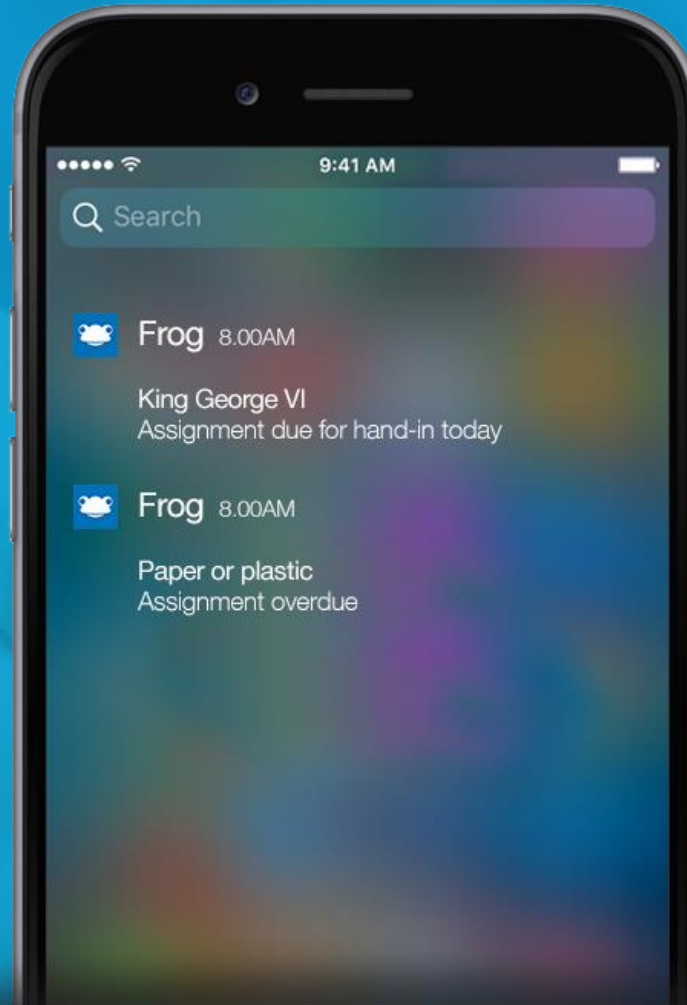 9:41 AM
Search
Frog 8.00AM
King George VI
Assignment due for hand-in today
Frog 8.00AM
Paper or plastic
Assignment overdue